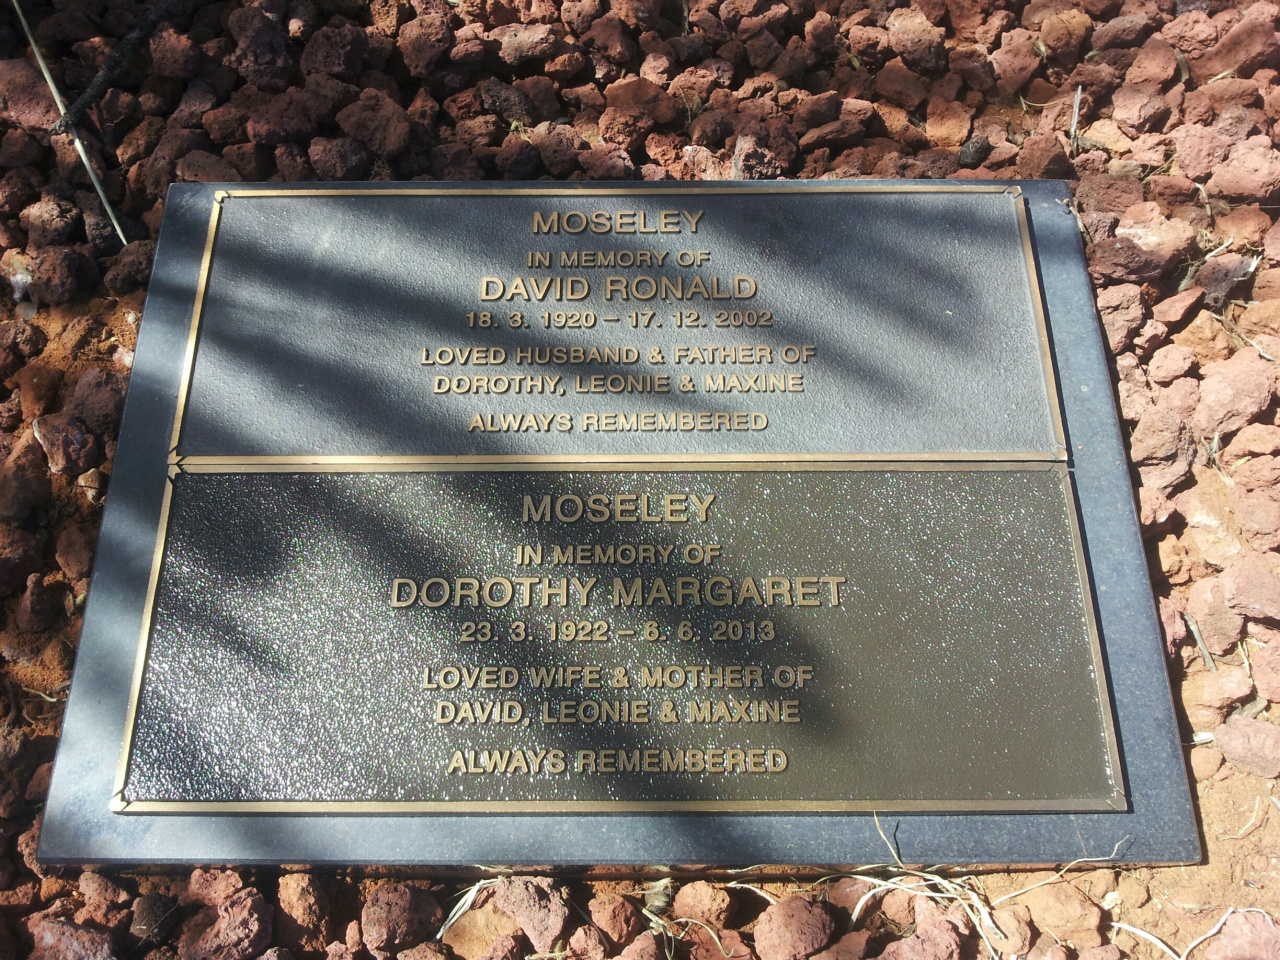 MOSELEY
IN MEMORY OF
DAVID RONALD
18. 3. 1920 – 17. 12. 2002
LOVED HUSBAND & FATHER OF
DOROTHY, LEONIE & MAXINE
ALWAYS REMEMBERED
MOSELEY
IN MEMORY OF
DOROTHY MARGARET
23. 3. 1922 – 6. 6. 2013
LOVED WIFE & MOTHER OF
DAVID, LEONIE & MAXINE
ALWAYS REMEMBERED